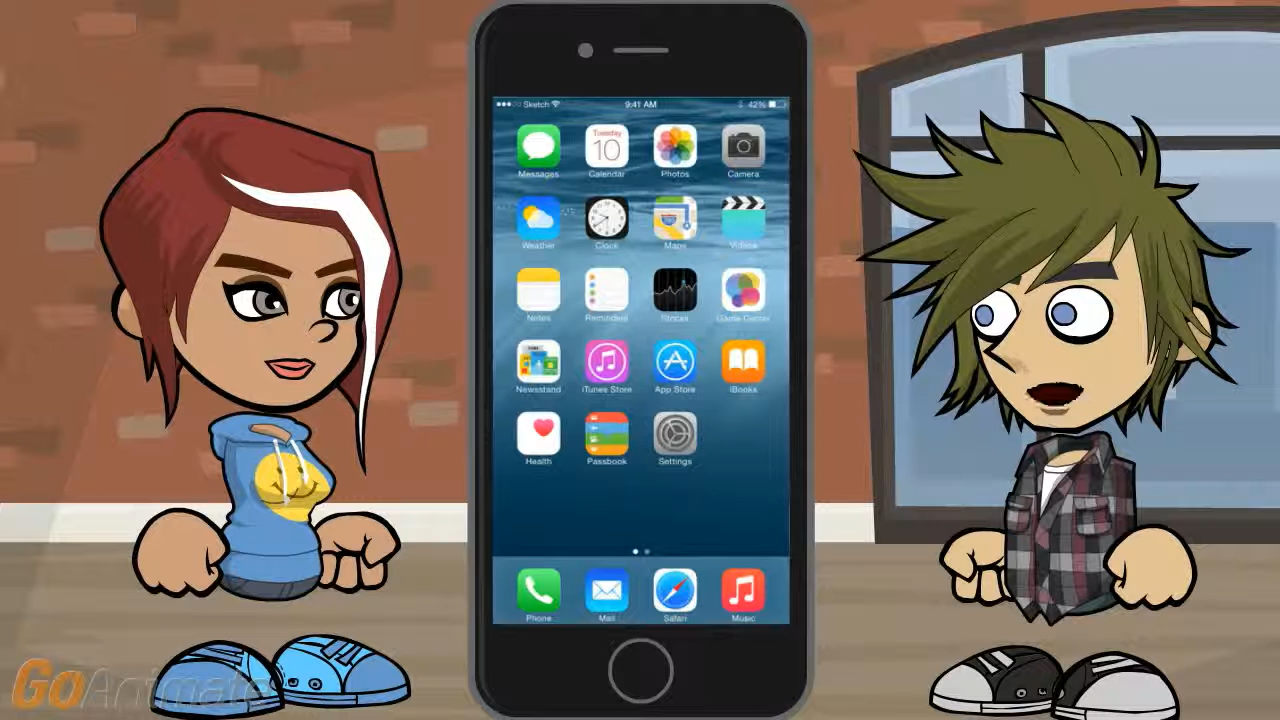 Sketch 9:41 AM 42%
Tuesday
10
Messages Calendar Photos Camera
Weather Clock Maps Videos
Notes Reminders Stocks Game Center
Newsstand iTunes Store App Store iBooks
Health Passbook Settings
Phone Mail Safari Music
GoAnimate